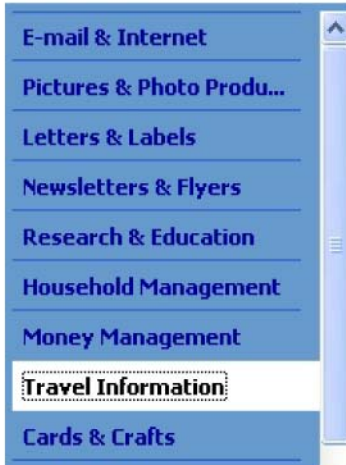 E-mail & Internet
Pictures & Photo Produ...
Letters & Labels
Newsletters & Flyers
Research & Education
Household Management
Money Management
Travel Information
Cards & Crafts